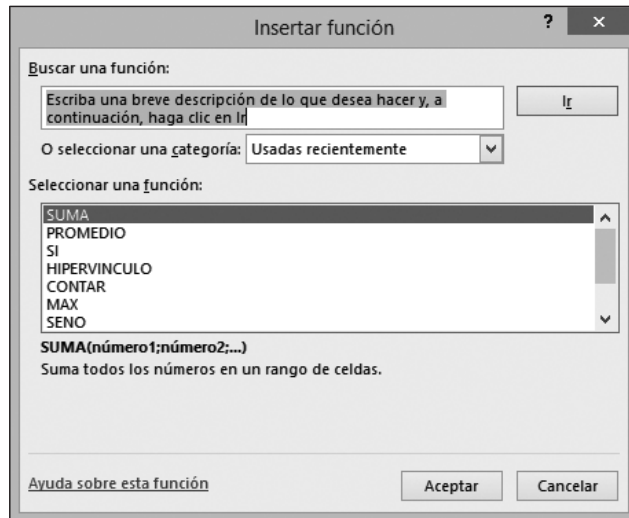 Insertar función
? ×
Buscar una función:
Escriba una breve descripción de lo que desea hacer y, a
continuación, haga clic en Ir
Ir
O seleccionar una categoría: Usadas recientemente
Seleccionar una función:
SUMA
PROMEDIO
SI
HIPERVINCULO
CONTAR
MAX
SENO
SUMA(número1;número2;...)
Suma todos los números en un rango de celdas.
Ayuda sobre esta función
Aceptar
Cancelar